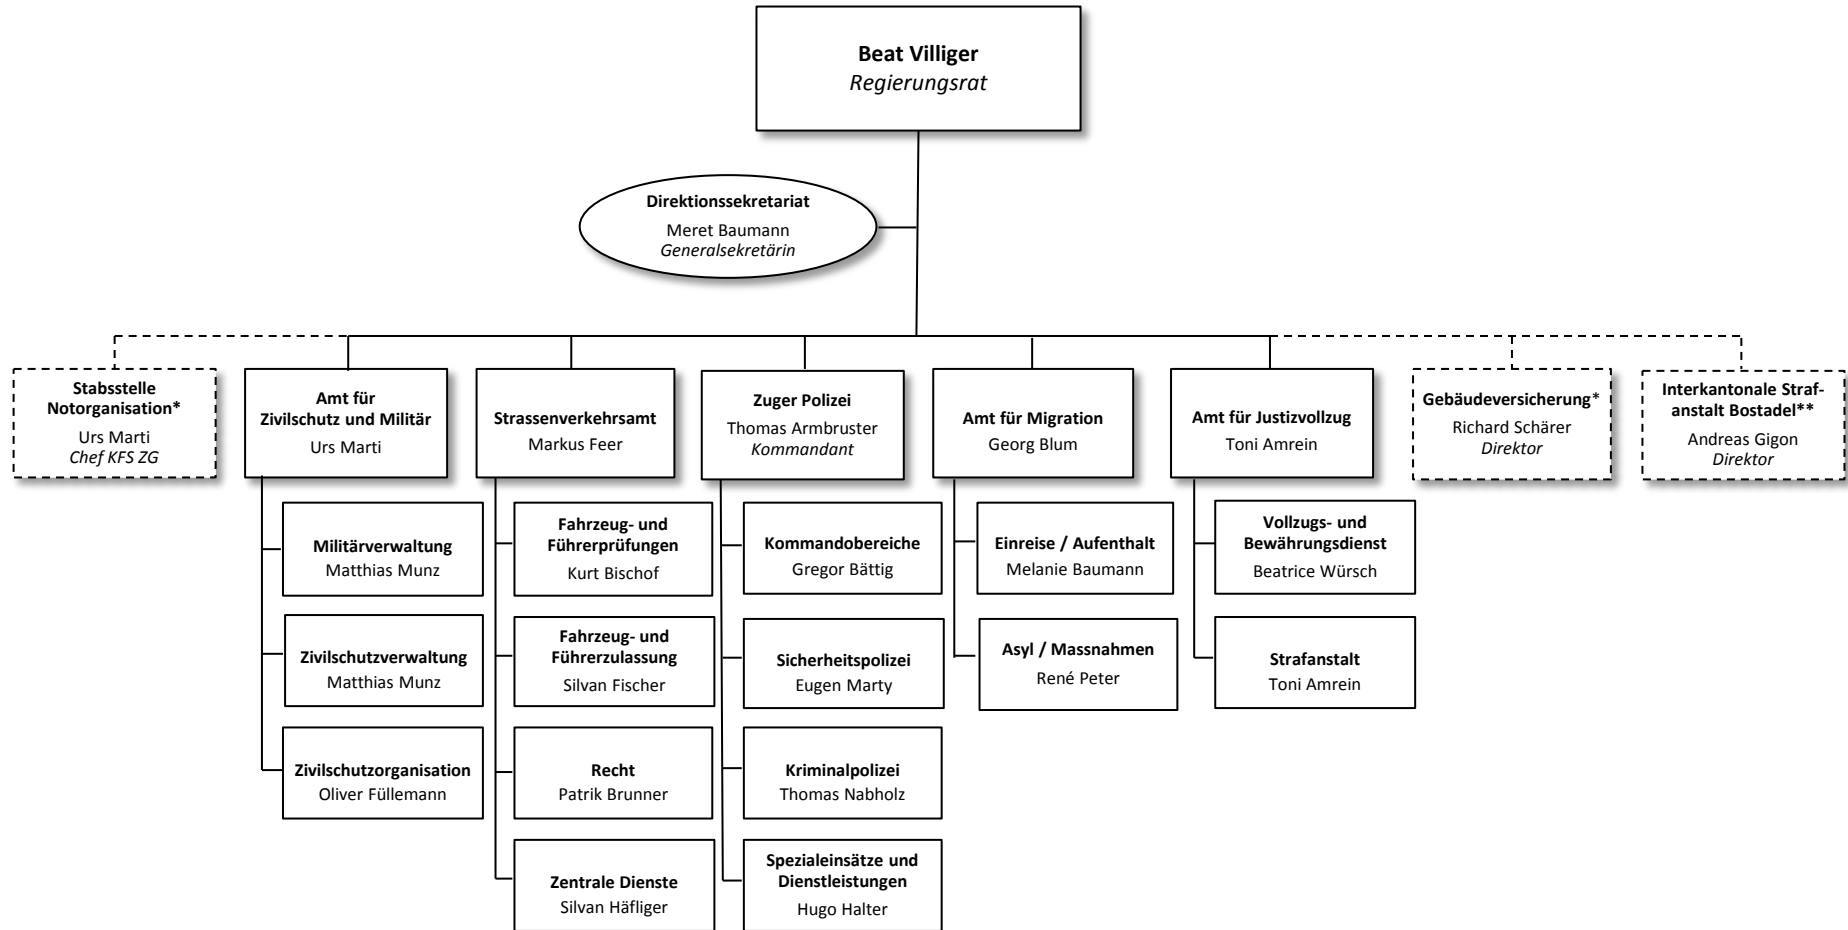 Beat Villiger
Regierungsrat
Direktionssekretariat
Meret Baumann
Generalsekretärin
Stabsstelle
Notorganisation*
Urs Marti
Chef KFS ZG
Amt für
Zivilschutz und Militär
Urs Marti
Strassenverkehrsamt
Markus Feer
Zuger Polizei
Thomas Armbruster
Kommandant
Amt für Migration
Georg Blum
Amt für Justizvollzug
Toni Amrein
Gebäudeversicherung*
Richard Schärer
Direktor
Interkantonale Straf-
anstalt Bostadel**
Andreas Gigon
Direktor
Militärverwaltung
Matthias Munz
Zivilschutzverwaltung
Matthias Munz
Zivilschutzorganisation
Oliver Füllemann
Fahrzeug- und
Führerprüfungen
Kurt Bischof
Fahrzeug- und
Führerzulassung
Silvan Fischer
Recht
Patrik Brunner
Zentrale Dienste
Silvan Häfliger
Kommandobereiche
Gregor Bättig
Sicherheitspolizei
Eugen Marty
Kriminalpolizei
Thomas Nabholz
Spezialeinsätze und
Dienstleistungen
Hugo Halter
Einreise / Aufenthalt
Melanie Baumann
Asyl / Massnahmen
René Peter
Vollzugs- und
Bewährungsdienst
Beatrice Würsch
Strafanstalt
Toni Amrein